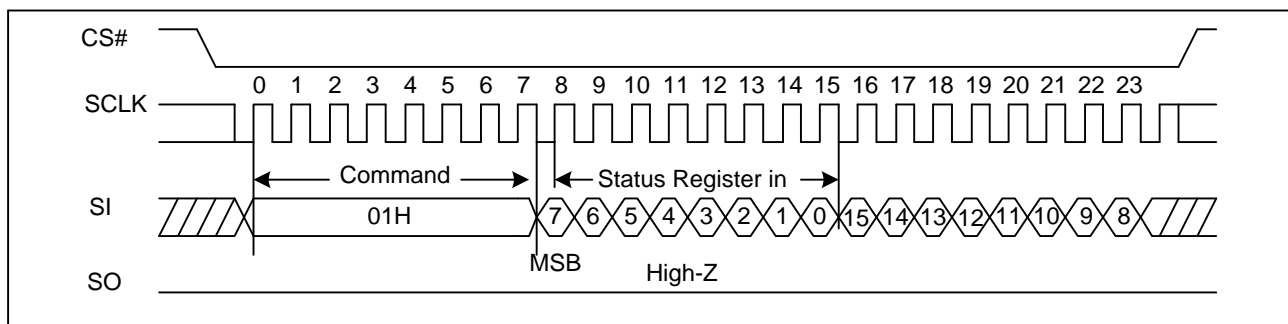 CS#
0 1 2 3 4 5 6 7 8 9 10 11 12 13 14 15 16 17 18 19 20 21 22 23
SCLK
Command Status Register in
SI 01H 7 6 5 4 3 2 1 0 15 14 13 12 11 10 9 8
MSB High-Z
SO